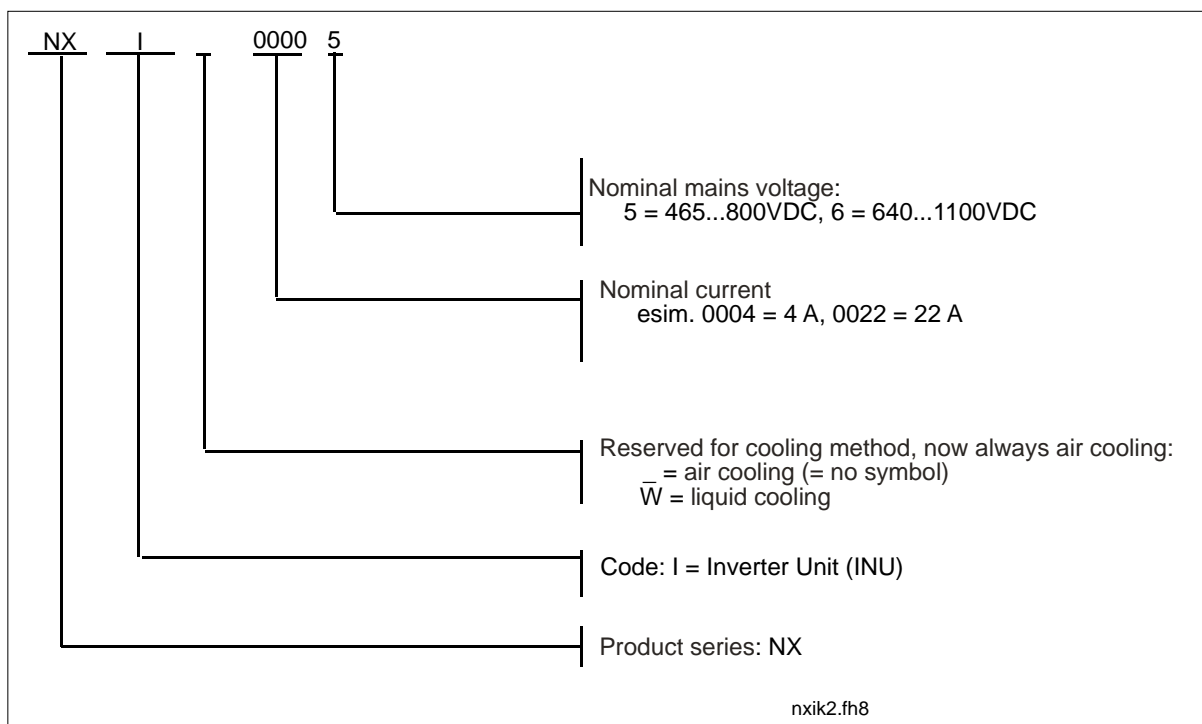 NX I _ 0000 5
Nominal mains voltage:
5 = 465...800VDC, 6 = 640...1100VDC
Nominal current
esim. 0004 = 4 A, 0022 = 22 A
Reserved for cooling method, now always air cooling:
_ = air cooling (= no symbol)
W = liquid cooling
Code: I = Inverter Unit (INU)
Product series: NX
nxik2.fh8